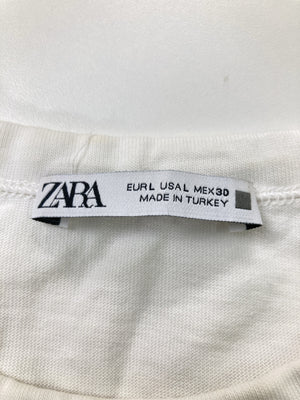 ZARA
EUR L USA L MEX 30
MADE IN TURKEY